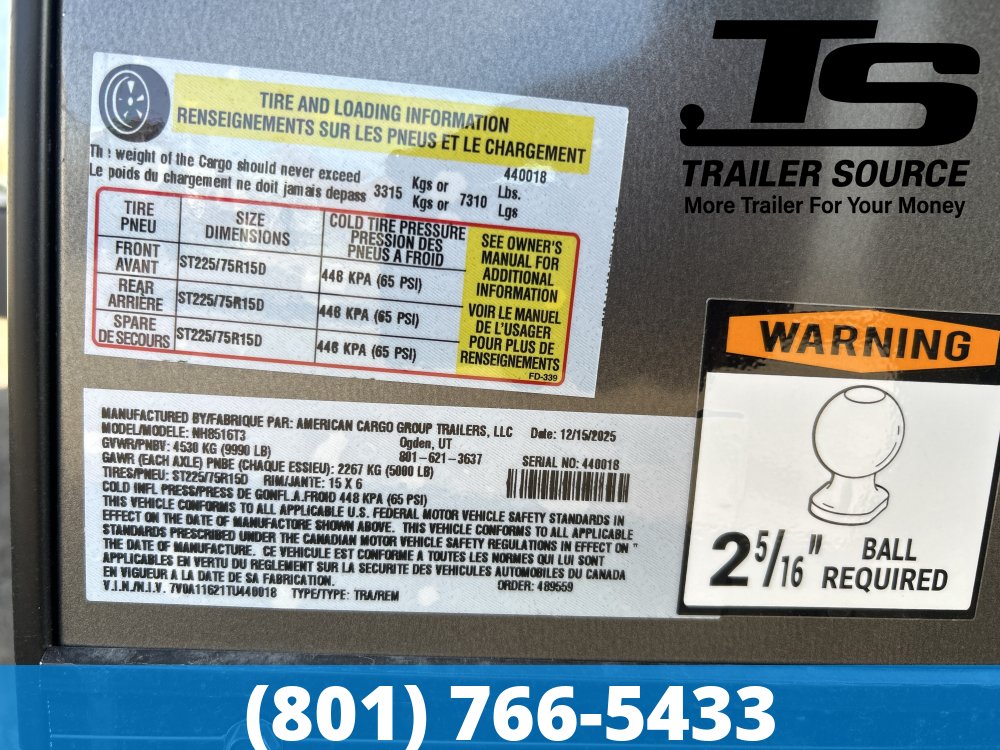 TS
TRAILER SOURCE
More Trailer For Your Money
TIRE AND LOADING INFORMATION
RENSEIGNEMENTS SUR LES PNEUS ET LE CHARGEMENT
440018
The weight of the Cargo should never exceed Kgs or Lbs.
Le poids du chargement ne doit jamais depass 3315 Kgs or 7310 Lgs
TIRE PNEU
SIZE DIMENSIONS
COLD TIRE PRESSURE PRESSION DES PNEUS A FROID
FRONT AVANT ST225/75R15D 448 KPA (65 PSI)
REAR ARRIÈRE ST225/75R15D 448 KPA (65 PSI)
SPARE DE SECOURS ST225/75R15D 448 KPA (65 PSI)
SEE OWNER'S
MANUAL FOR
ADDITIONAL
INFORMATION
VOIR LE MANUEL
DE L'USAGER
POUR PLUS DE
RENSEIGNEMENTS
FD-339
MANUFACTURED BY/FABRIQUE PAR: AMERICAN CARGO GROUP TRAILERS, LLC Date: 12/15/2025
MODEL/MODELE: NH8516T3 Ogden, UT
GVWR/PNBV: 4530 KG (9990 LB) 801-621-3637 SERIAL NO: 440018
GAWR (EACH AXLE) PNBE (CHAQUE ESSIEU): 2267 KG (5000 LB)
TIRES/PNEU: ST225/75R15D RIM/JANTE: 15 X 6
COLD INFL PRESS/PRESS DE GONFL.A.FROID 448 KPA (65 PSI)
THIS VEHICLE CONFORMS TO ALL APPLICABLE U.S. FEDERAL MOTOR VEHICLE SAFETY STANDARDS IN
EFFECT ON THE DATE OF MANUFACTORE SHOWN ABOVE. THIS VEHICLE CONFORMS TO ALL APPLICABLE
STANDARDS PRESCRIBED UNDER THE CANADIAN MOTOR VEHICLE SAFETY REGULATIONS IN EFFECT ON "
THE DATE OF MANUFACTURE. CE VEHICULE EST CONFORME A TOUTES LES NORMES QUI LUI SONT
APPLICABLES EN VERTU DU REGLEMENT SUR LA SECURITE DES VEHICULES AUTOMOBILES DU CANADA
EN VIGUEUR A LA DATE DE SA FABRICATION. ORDER: 489559
V.I.N./N.I.V. 7V0A11621TU440018 TYPE/TYPE: TRA/REM
WARNING
2 5/16" BALL REQUIRED
(801) 766-5433